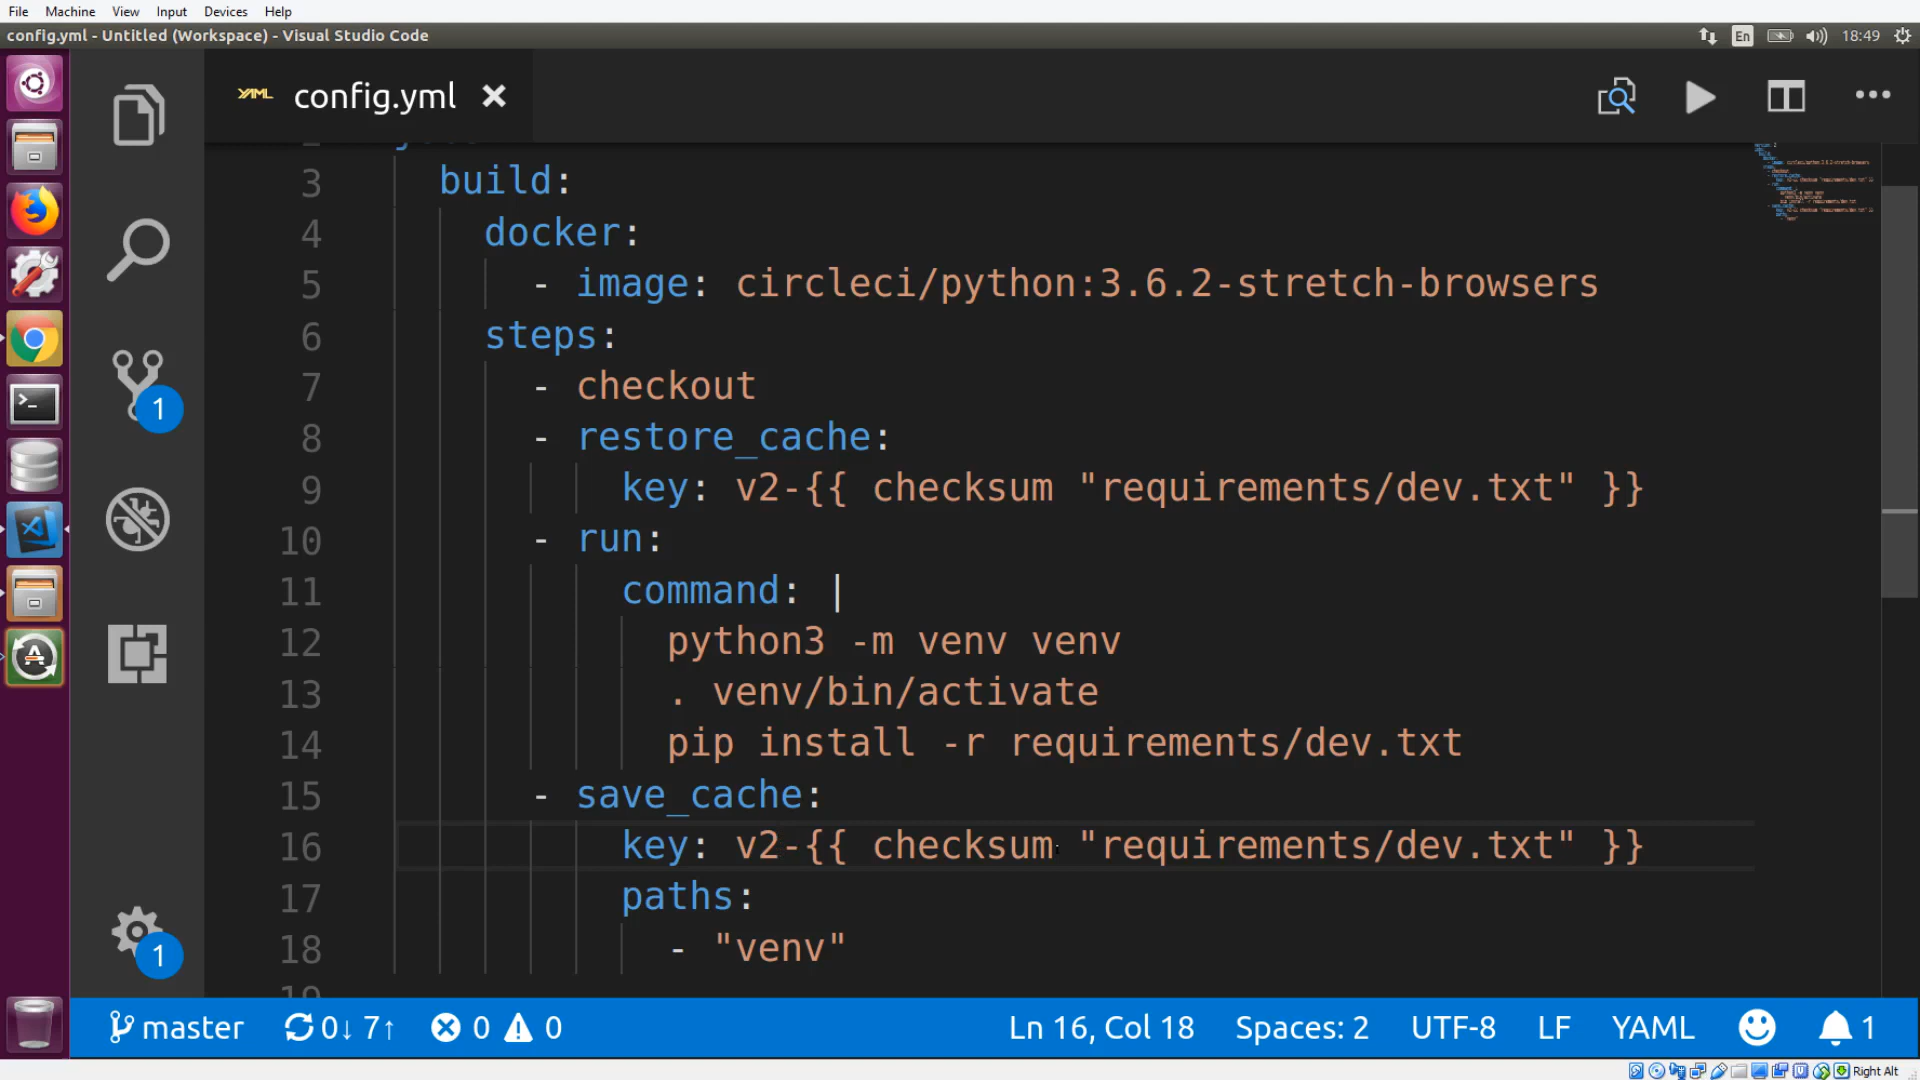 File Machine View Input Devices Help
config.yml - Untitled (Workspace) - Visual Studio Code
En 18:49
YAML config.yml
3 build:
4 docker:
5 - image: circleci/python:3.6.2-stretch-browsers
6 steps:
7 - checkout
8 - restore_cache:
9 key: v2-{{ checksum "requirements/dev.txt" }}
10 - run:
11 command: |
12 python3 -m venv venv
13 . venv/bin/activate
14 pip install -r requirements/dev.txt
15 - save_cache:
16 key: v2-{{ checksum "requirements/dev.txt" }}
17 paths:
18 - "venv"
1
1
master 0↓ 7↑ 0 0 Ln 16, Col 18 Spaces: 2 UTF-8 LF YAML 1
Right Alt